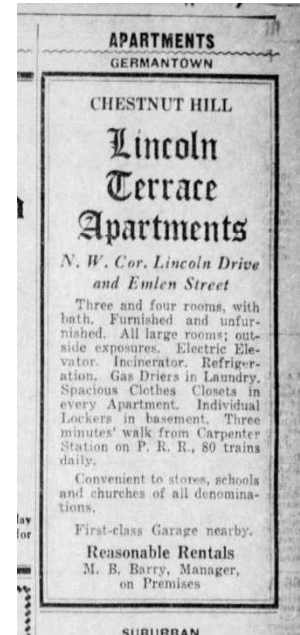 APARTMENTS
GERMANTOWN
CHESTNUT HILL
Lincoln
Terrace
Apartments
N. W. Cor. Lincoln Drive
and Emlen Street
Three and four rooms, with
bath. Furnished and unfur-
nished. All large rooms; out-
side exposures. Electric Ele-
vator. Incinerator. Refriger-
ation. Gas Driers in Laundry.
Spacious Clothes Closets in
every Apartment. Individual
Lockers in basement. Three
minutes' walk from Carpenter
Station on P. R. R., 80 trains
daily.
Convenient to stores, schools
and churches of all denomina-
tions.
First-class Garage nearby.
Reasonable Rentals
M. B. Barry, Manager,
on Premises
SUBURBAN